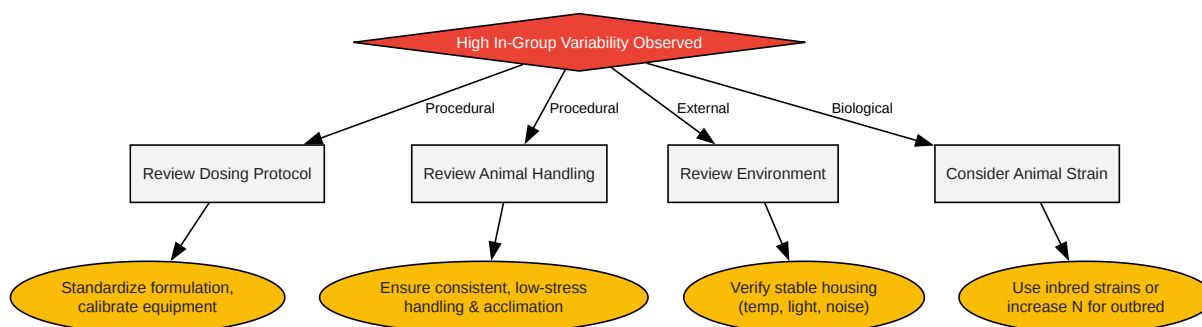 High In-Group Variability Observed
Procedural
Procedural
External
Biological
Review Dosing Protocol
Review Animal Handling
Review Environment
Consider Animal Strain
Standardize formulation,
calibrate equipment
Ensure consistent, low-stress
handling & acclimation
Verify stable housing
(temp, light, noise)
Use inbred strains or
increase N for outbred